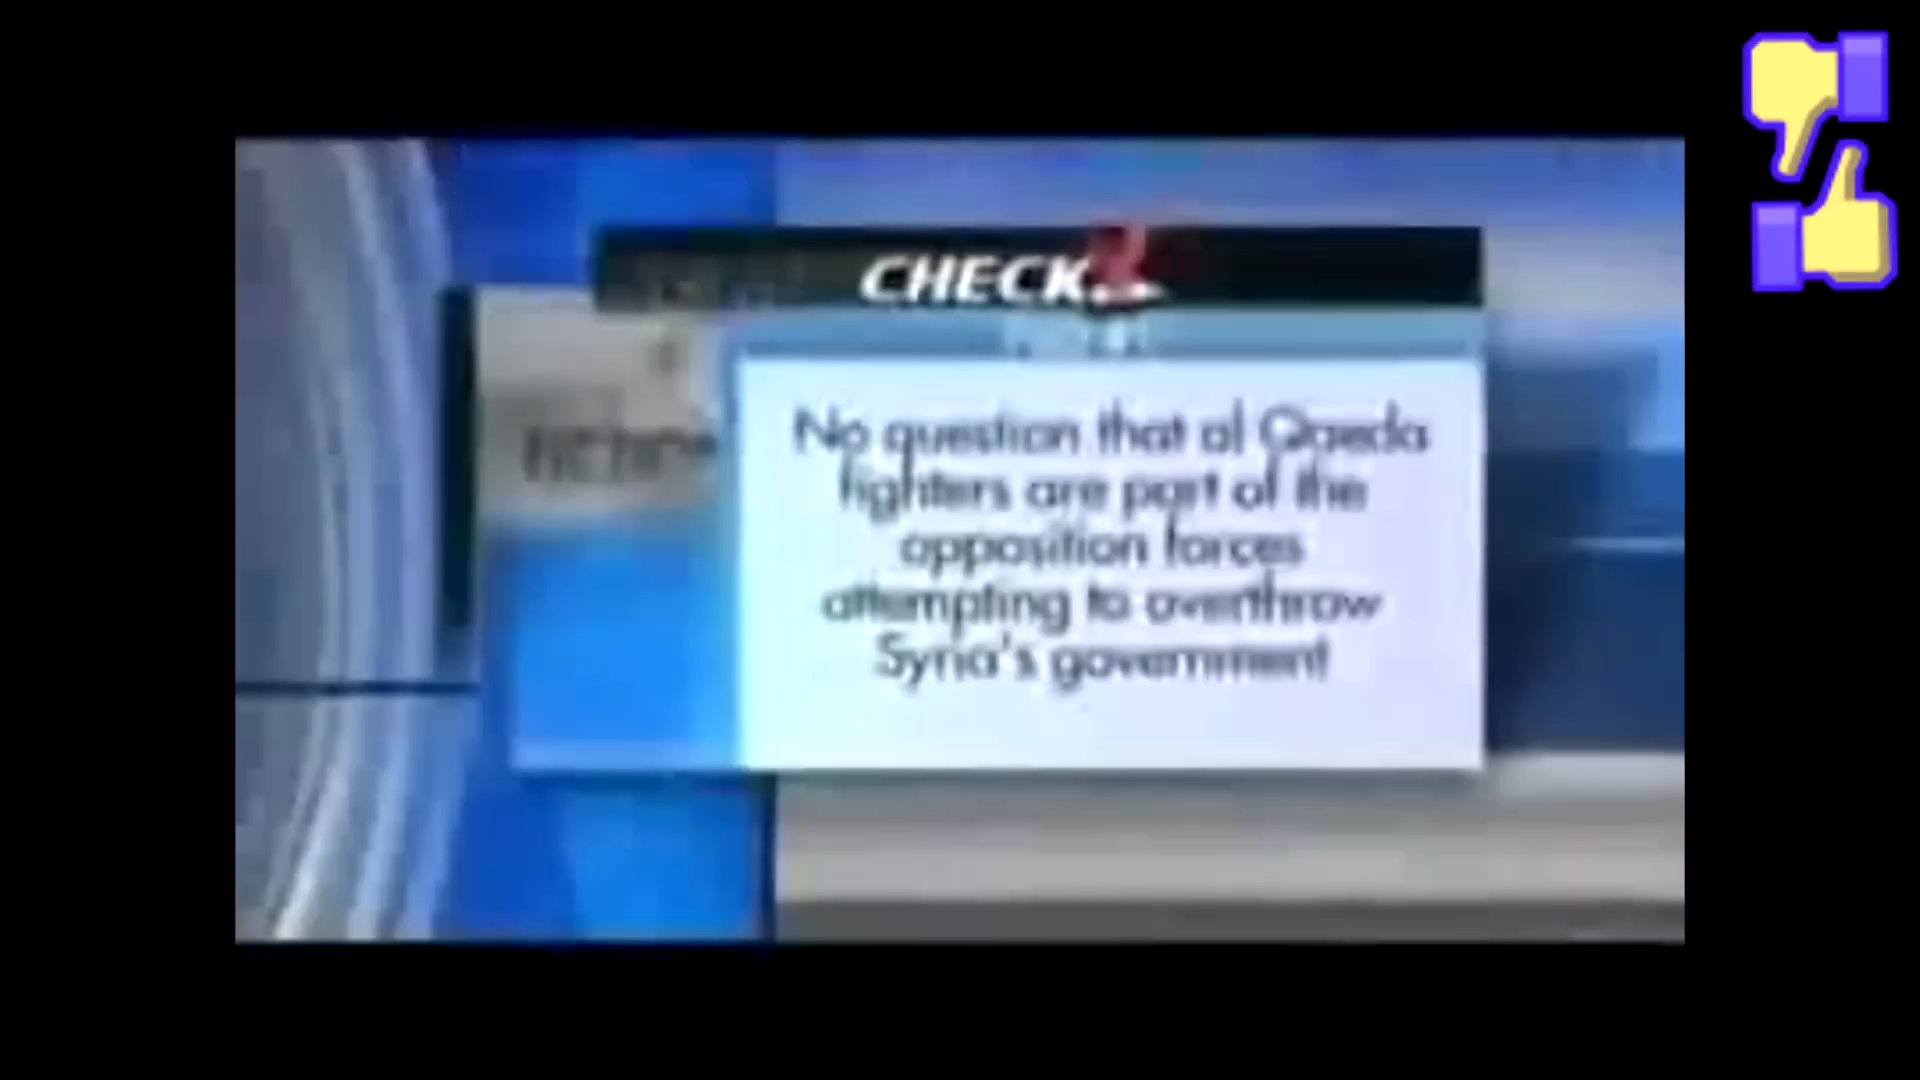 CHECK
No question that al Qaeda
fighters are part of the
opposition forces
attempting to overthrow
Syria's government